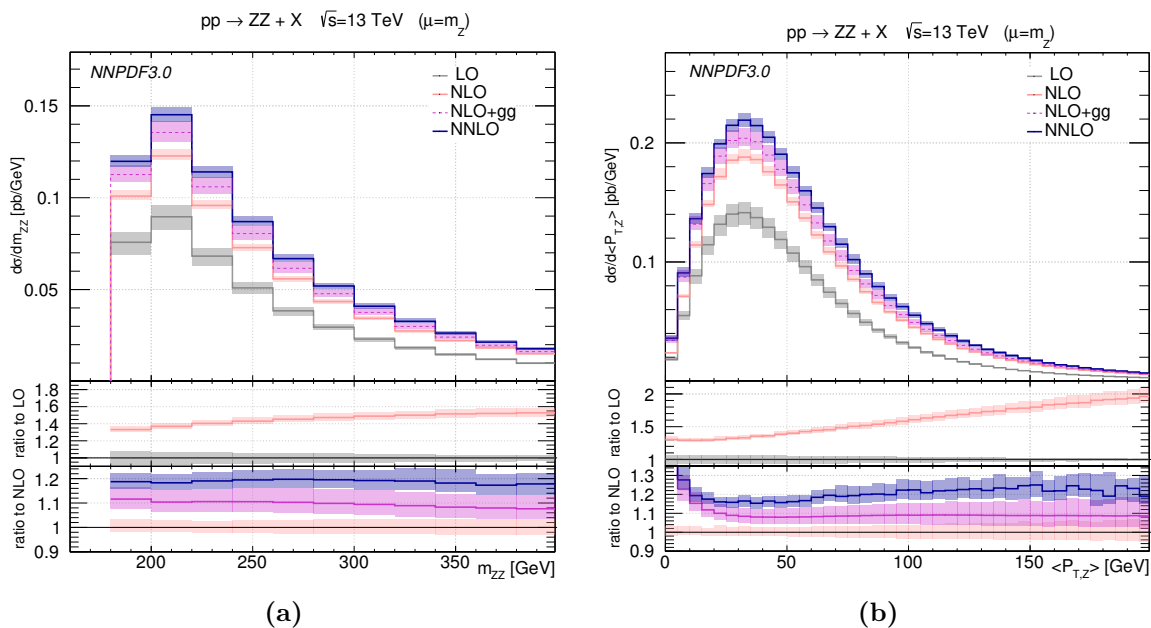 pp → ZZ + X √s=13 TeV (μ=m_Z)
NNPDF3.0
LO
NLO
NLO+gg
NNLO
dσ/dm_ZZ [pb/GeV]
0.15
0.1
0.05
ratio to LO
1.8
1.6
1.4
1.2
1
ratio to NLO
1.2
1.1
1
0.9
200 250 300 350
m_ZZ [GeV]
(a)
pp → ZZ + X √s=13 TeV (μ=m_Z)
NNPDF3.0
LO
NLO
NLO+gg
NNLO
dσ/d<P_T,Z> [pb/GeV]
0.2
0.1
ratio to LO
2
1.5
1
ratio to NLO
1.3
1.2
1.1
1
0.9
0 50 100 150
<P_T,Z> [GeV]
(b)